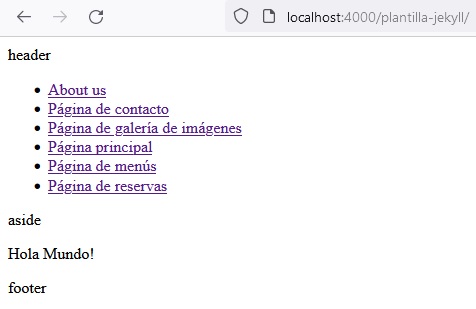 localhost:4000/plantilla-jekyll/
header
About us
Página de contacto
Página de galería de imágenes
Página principal
Página de menús
Página de reservas
aside
Hola Mundo!
footer